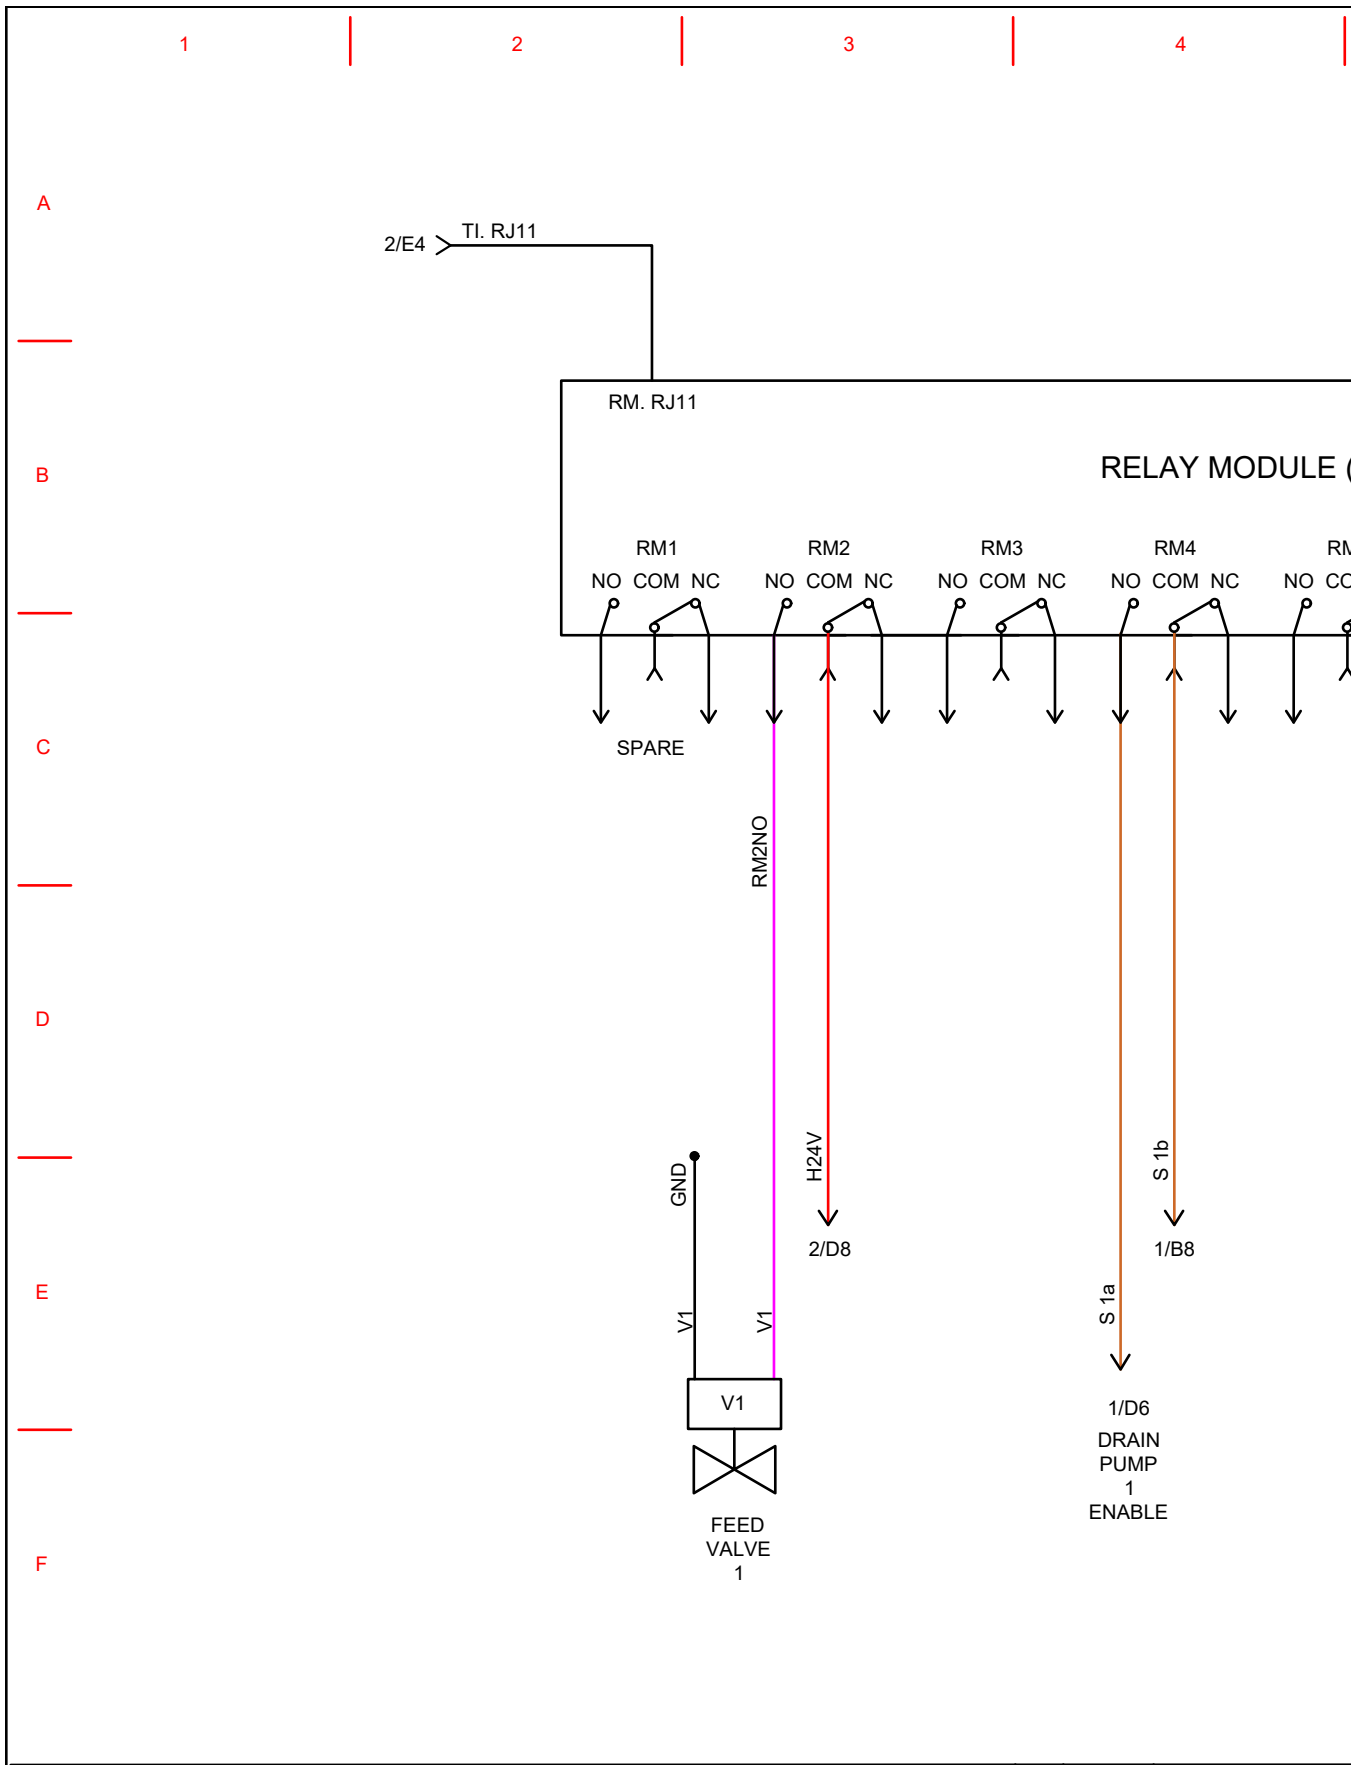 1 2 3 4
A
TI. RJ11
2/E4
RM. RJ11
B
RELAY MODULE (
RM1 RM2 RM3 RM4
NO COM NC NO COM NC NO COM NC NO COM NC NO
SPARE
C
RM2NO
D
H24V
S 1b
GND
2/D8 1/B8
E
S 1a
V1 V1
V1
1/D6
DRAIN
PUMP
1
ENABLE
FEED
VALVE
1
F